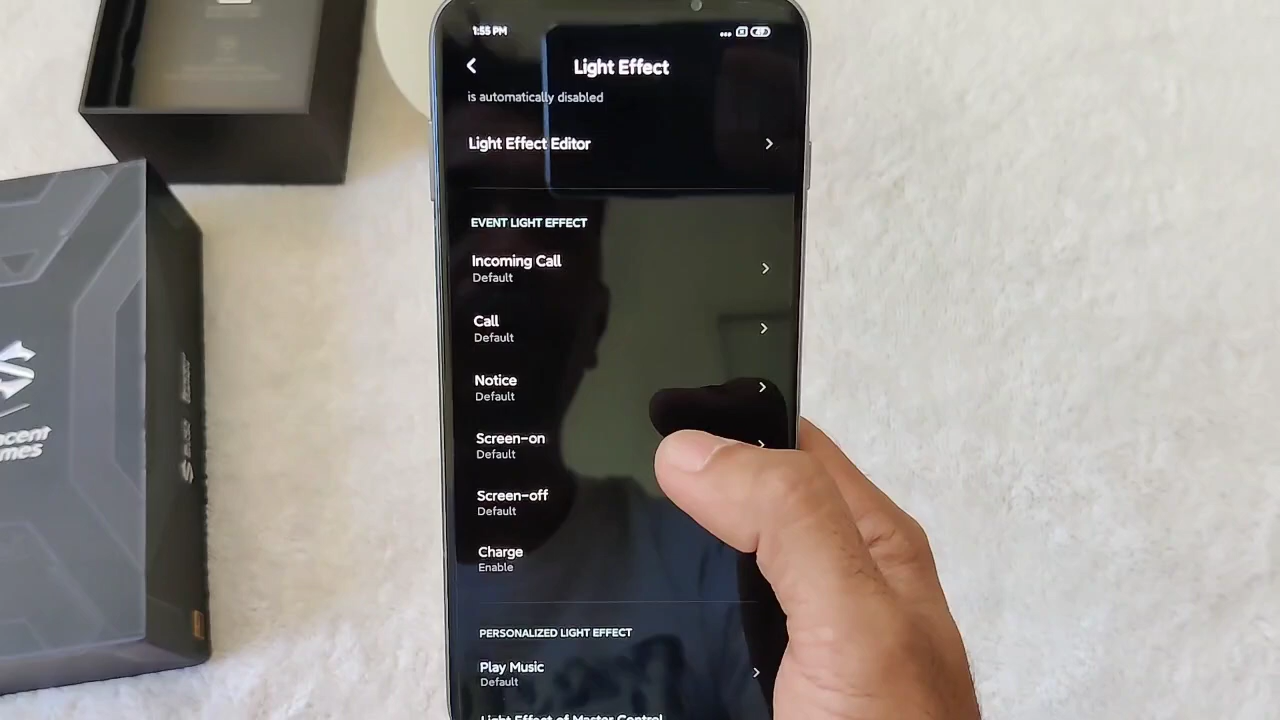 1:55 PM
Light Effect
is automatically disabled
Light Effect Editor
EVENT LIGHT EFFECT
Incoming Call
Default
Call
Default
Notice
Default
Screen-on
Default
Screen-off
Default
Charge
Enable
PERSONALIZED LIGHT EFFECT
Play Music
Default
Light Effect of Master Control